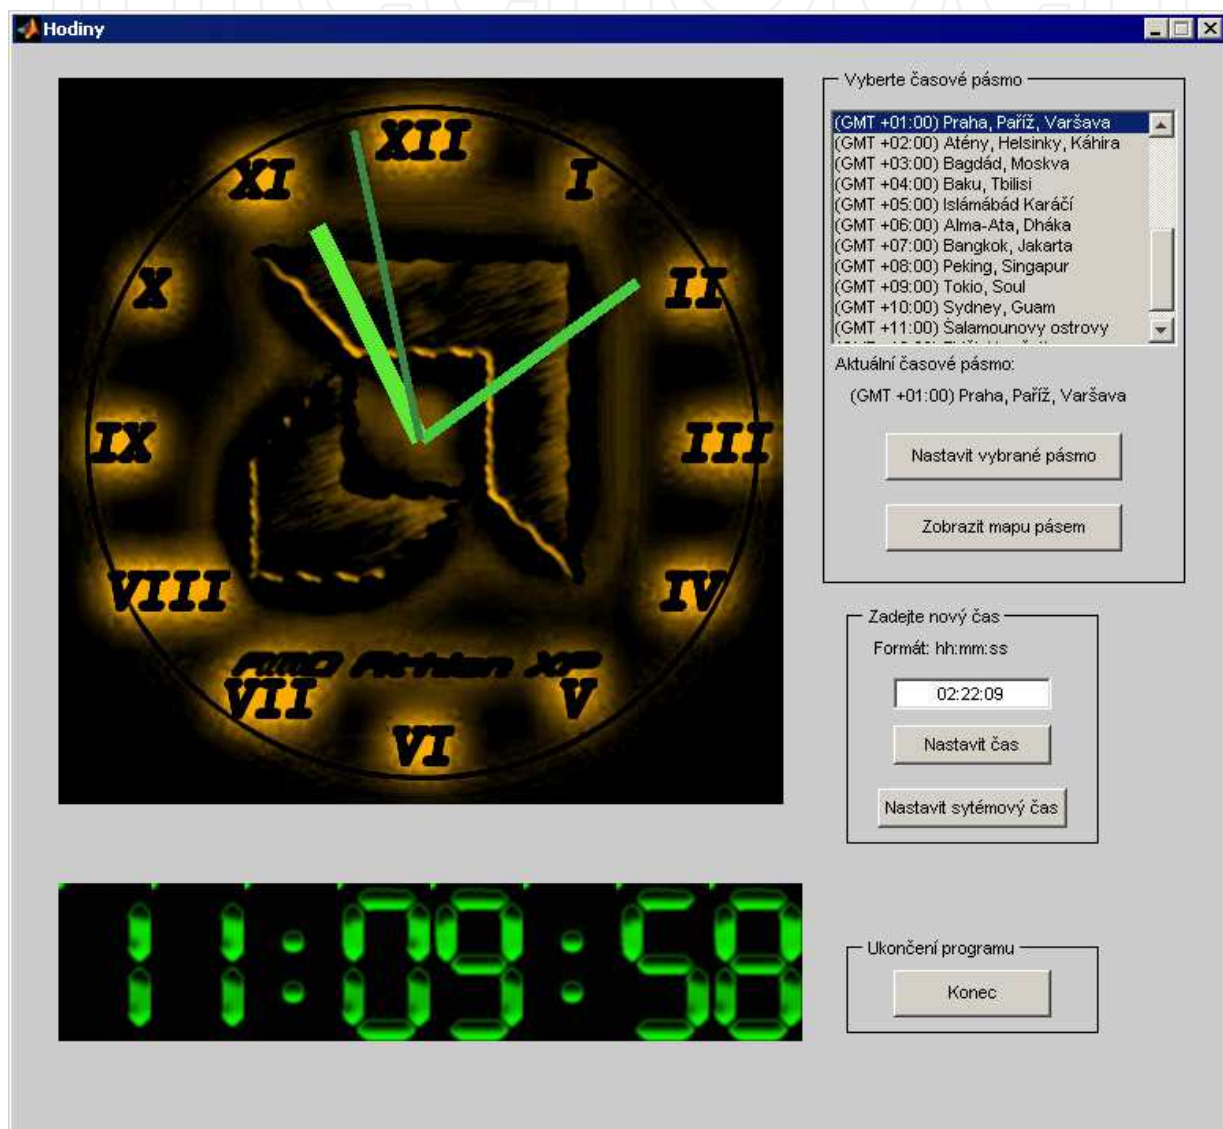 Hodiny
XII
XI
I
X
II
IX
III
VIII
IV
VII
V
VI
AMD Athlon XP
11:09:58
Vyberte časové pásmo
(GMT +01:00) Praha, Paříž, Varšava
(GMT +02:00) Atény, Helsinky, Káhira
(GMT +03:00) Bagdád, Moskva
(GMT +04:00) Baku, Tbilisi
(GMT +05:00) Islámábád Karáčí
(GMT +06:00) Alma-Ata, Dháka
(GMT +07:00) Bangkok, Jakarta
(GMT +08:00) Peking, Singapur
(GMT +09:00) Tokio, Soul
(GMT +10:00) Sydney, Guam
(GMT +11:00) Šalamounovy ostrovy
Aktuální časové pásmo:
(GMT +01:00) Praha, Paříž, Varšava
Nastavit vybrané pásmo
Zobrazit mapu pásem
Zadejte nový čas
Formát: hh:mm:ss
02:22:09
Nastavit čas
Nastavit sytémový čas
Ukončení programu
Konec